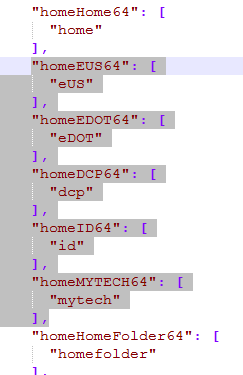 "homeHome64": [
"home"
],
"homeEUS64": [
"eUS"
],
"homeEDOT64": [
"eDOT"
],
"homeDCP64": [
"dcp"
],
"homeID64": [
"id"
],
"homeMYTECH64": [
"mytech"
],
"homeHomeFolder64": [
"homefolder"
],